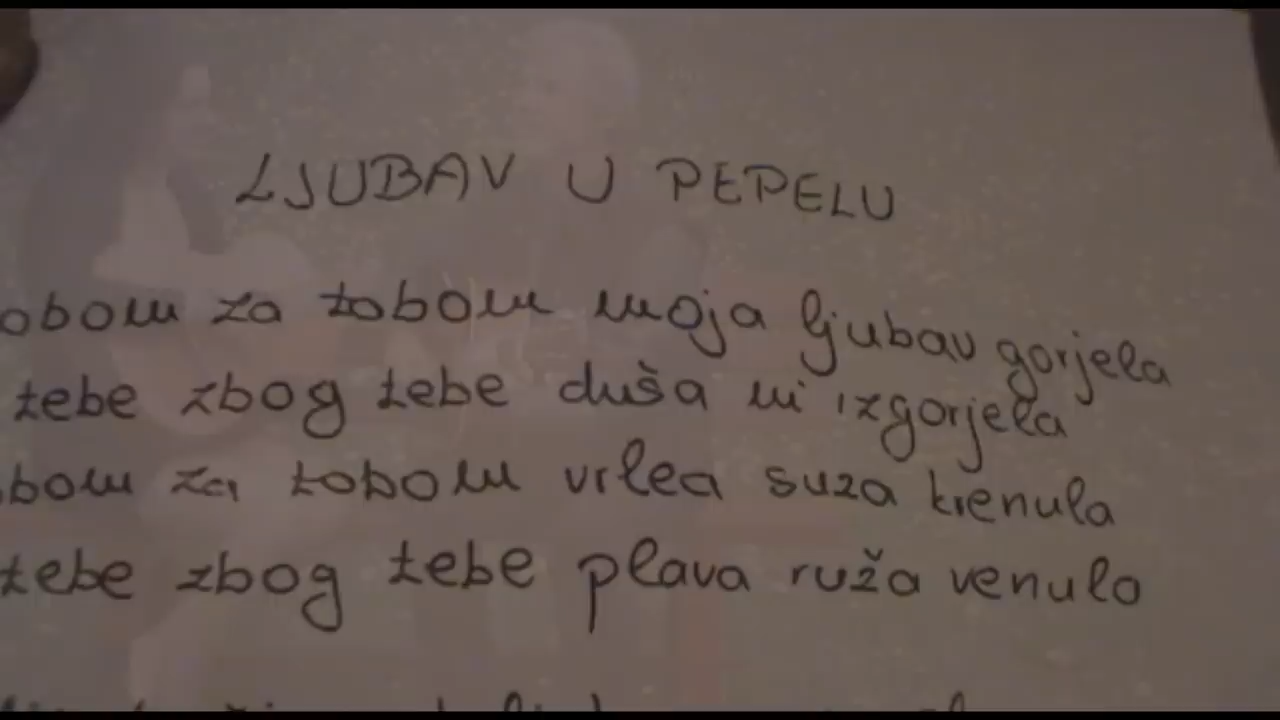 LJUBAV U PEPELU
obom za tobom moja ljubav gorjela
tebe zbog tebe duša mi izgorjela
bom za tobom vrela suza krenula
tebe zbog tebe plava ruža venula